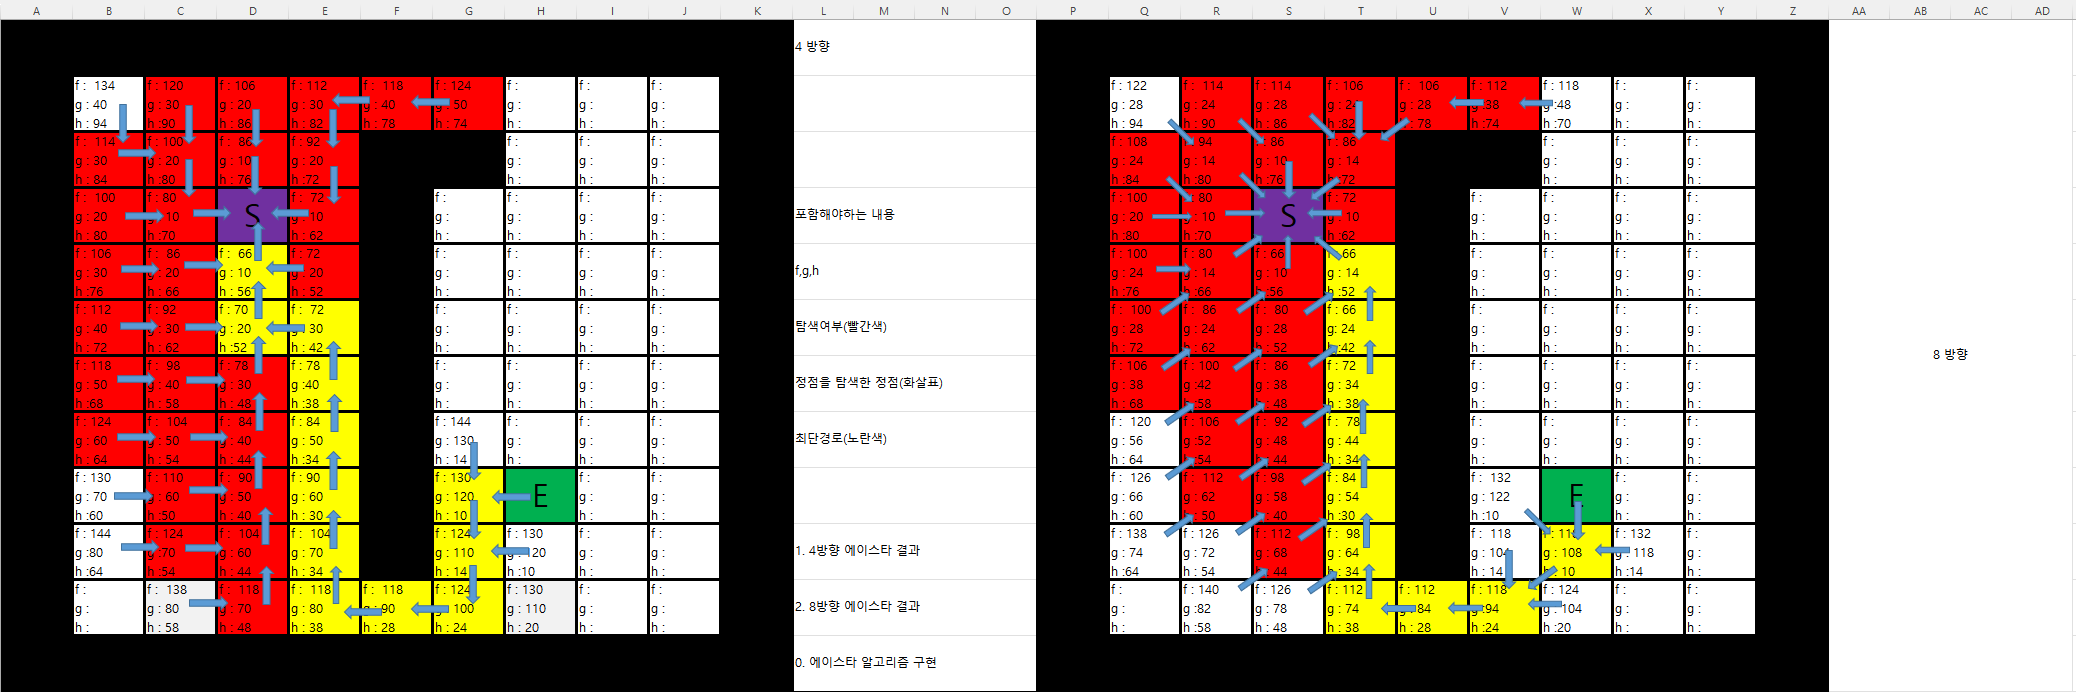 A B C D E F G H I J K L M N O P Q R S T U V W X Y Z AA AB AC AD
4 방향
f : 134 f : 120 f : 106 f : 112 f : 118 f : 124 f : f : f :
g : 40 g : 30 g : 20 g : 30 g : 40 g : 50 g : g : g :
h : 94 h : 90 h : 86 h : 82 h : 78 h : 74 h : h : h :
f : 114 f : 100 f : 86 f : 92 f : f : f :
g : 30 g : 20 g : 10 g : 20 g : g : g :
h : 84 h : 80 h : 76 h : 72 h : h : h :
f : 100 f : 80 S f : 72 f : f : f : f :
g : 20 g : 10 g : 10 g : g : g : g :
h : 80 h : 70 h : 62 h : h : h : h :
f : 106 f : 86 f : 66 f : 72 f : f : f : f :
g : 30 g : 20 g : 10 g : 20 g : g : g : g :
h :76 h : 66 h : 56 h : 52 h : h : h : h :
f : 112 f : 92 f : 70 f : 72 f : f : f : f :
g : 40 g : 30 g : 20 g : 30 g : g : g : g :
h : 72 h : 62 h :52 h : 42 h : h : h : h :
f : 118 f : 98 f : 78 f : 78 f : f : f : f :
g : 50 g : 40 g : 30 g :40 g : g : g : g :
h :68 h : 58 h : 48 h :38 h : h : h : h :
f : 124 f : 104 f : 84 f : 84 f : 144 f : f : f :
g : 60 g : 50 g : 40 g : 50 g : 130 g : g : g :
h : 64 h : 54 h : 44 h :34 h : 14 h : h : h :
f : 130 f : 110 f : 90 f : 90 f : 130 E f : f :
g : 70 g : 60 g : 50 g : 60 g : 120 g : g :
h :60 h :50 h : 40 h : 30 h : 10 h : h :
f : 144 f : 124 f : 104 f : 104 f : 124 f : 130 f : f :
g :80 g :70 g : 60 g : 70 g : 110 g : 120 g : g :
h :64 h :54 h : 44 h : 34 h : 14 h :10 h : h :
f : f : 138 f : 118 f : 118 f : 118 f : 124 f : 130 f : f :
g : g : 80 g : 70 g : 80 g : 90 g : 100 g : 110 g : g :
h : h : 58 h : 48 h : 38 h : 28 h : 24 h : 20 h : h :
포함해야하는 내용
f,g,h
탐색여부(빨간색)
정점을 탐색한 정점(화살표)
최단경로(노란색)
1. 4방향 에이스타 결과
2. 8방향 에이스타 결과
0. 에이스타 알고리즘 구현
f : 122 f : 114 f : 114 f : 106 f : 106 f : 112 f : 118 f : f :
g : 28 g : 24 g : 28 g : 24 g : 28 g :38 g :48 g : g :
h : 94 h : 90 h : 86 h : 82 h : 78 h :74 h :70 h : h :
f : 108 f : 94 f : 86 f : 86 f : f : f :
g : 24 g : 14 g : 10 g : 14 g : g : g :
h :84 h : 80 h :76 h :72 h : h : h :
f : 100 f : 80 S f : 72 f : f : f : f :
g : 20 g : 10 g : 10 g : g : g : g :
h :80 h : 70 h :62 h : h : h : h :
f : 100 f : 80 f : 66 f : 66 f : f : f : f :
g : 24 g : 14 g : 10 g : 14 g : g : g : g :
h :76 h : 66 h :56 h :52 h : h : h : h :
f : 100 f : 86 f : 80 f : 66 f : f : f : f :
g : 28 g : 24 g : 28 g: 24 g : g : g : g :
h : 72 h : 62 h : 52 h :42 h : h : h : h :
f : 106 f : 100 f : 86 f : 72 f : f : f : f :
g : 38 g :42 g : 38 g : 34 g : g : g : g :
h : 68 h :58 h : 48 h : 38 h : h : h : h :
f : 120 f : 106 f : 92 f : 78 f : f : f : f :
g : 56 g :52 g : 48 g : 44 g : g : g : g :
h : 64 h :54 h : 44 h :34 h : h : h : h :
f : 126 f : 112 f : 98 f : 84 f : 132 E f : f :
g : 66 g : 62 g : 58 g : 54 g : 122 g : g :
h : 60 h : 50 h : 40 h :30 h :10 h : h :
f : 138 f : 126 f : 112 f : 98 f : 118 f : 118 f : 132 f :
g : 74 g : 72 g : 68 g : 64 g : 104 g : 108 g : 118 g :
h :64 h : 54 h : 44 h : 34 h : 14 h : 10 h :14 h :
f : f : 140 f : 126 f : 112 f : 112 f : 118 f : 124 f : f :
g : g :82 g : 78 g : 74 g : 84 g :94 g : 104 g : g :
h : h :58 h : 48 h : 38 h : 28 h :24 h :20 h : h :
8 방향